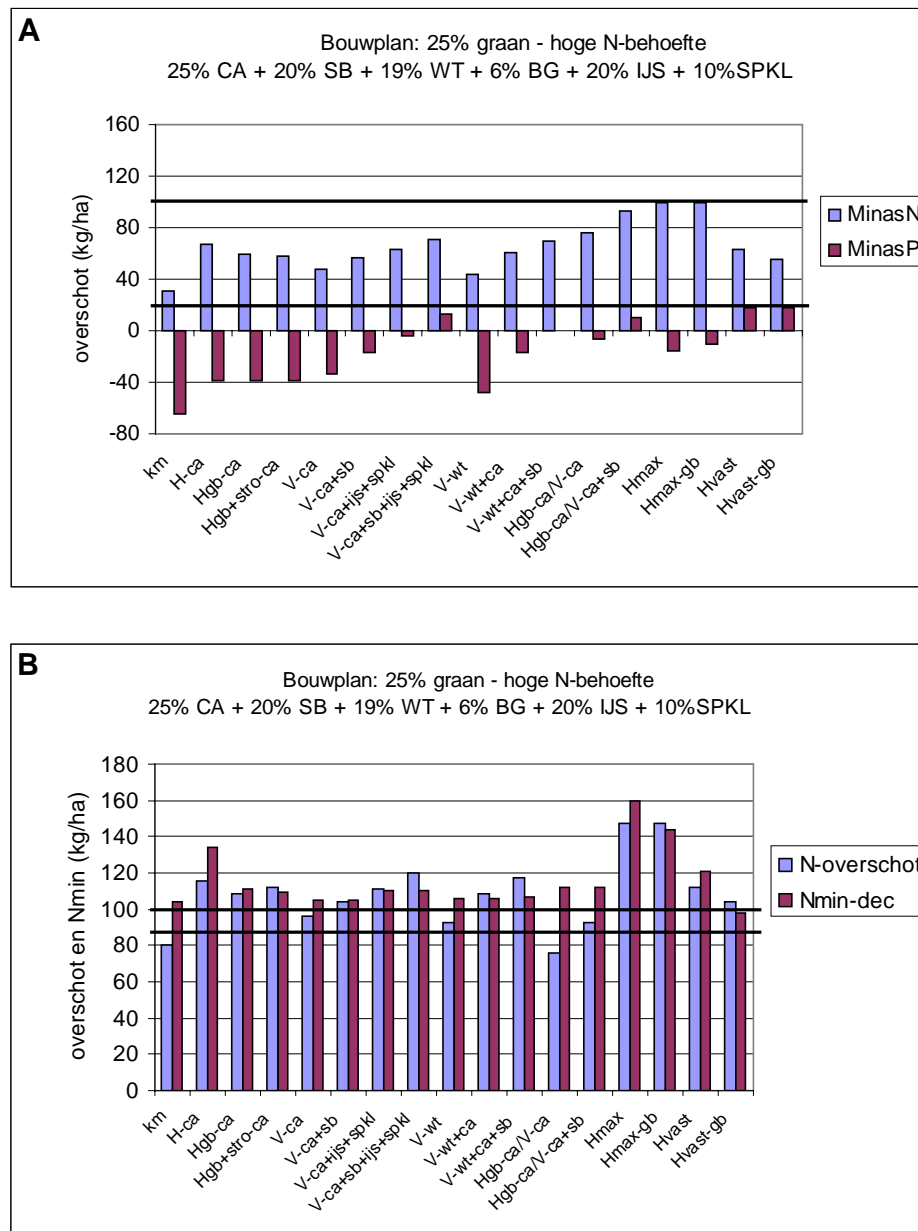 A
Bouwplan: 25% graan - hoge N-behoefte
25% CA + 20% SB + 19% WT + 6% BG + 20% IJS + 10%SPKL
overschot (kg/ha)
160
120
80
40
0
-40
-80
km
H-ca
Hgb-ca
Hgb+stro-ca
V-ca
V-ca+sb
V-ca+ijs+spkl
V-ca+sb+ijs+spkl
V-wt
V-wt+ca
V-wt+ca+sb
Hgb-ca/V-ca
Hgb-ca/V-ca+sb
Hmax
Hmax-gb
Hvast
Hvast-gb
MinasN
MinasP
B
Bouwplan: 25% graan - hoge N-behoefte
25% CA + 20% SB + 19% WT + 6% BG + 20% IJS + 10%SPKL
overschot en Nmin (kg/ha)
180
160
140
120
100
80
60
40
20
0
km
H-ca
Hgb-ca
Hgb+stro-ca
V-ca
V-ca+sb
V-ca+ijs+spkl
V-ca+sb+ijs+spkl
V-wt
V-wt+ca
V-wt+ca+sb
Hgb-ca/V-ca
Hgb-ca/V-ca+sb
Hmax
Hmax-gb
Hvast
Hvast-gb
N-overschot
Nmin-dec